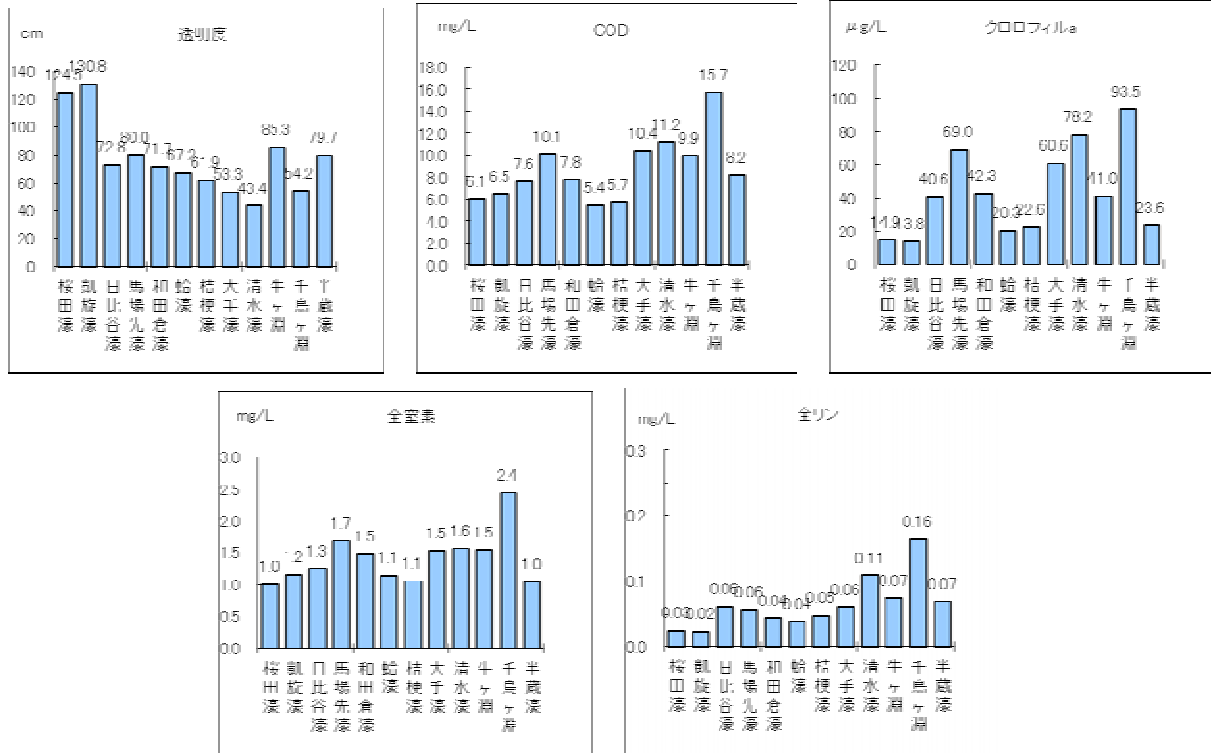 cm 透明度
140
120
100
80
60
40
20
0
124.5 130.8 72.8 80.0 71.7 67.2 61.9 53.3 43.4 85.3 54.2 79.7
桜田濠 凱旋濠 日比谷濠 馬場先濠 和田倉濠 蛤濠 桔梗濠 大手濠 清水濠 牛ヶ淵 千鳥ヶ淵 半蔵濠
mg/L COD
18.0
16.0
14.0
12.0
10.0
8.0
6.0
4.0
2.0
0.0
6.1 6.5 7.6 10.1 7.8 5.4 5.7 10.4 11.2 9.9 15.7 8.2
桜田濠 凱旋濠 日比谷濠 馬場先濠 和田倉濠 蛤濠 桔梗濠 大手濠 清水濠 牛ヶ淵 千鳥ヶ淵 半蔵濠
μg/L クロロフィルa
120
100
80
60
40
20
0
14.9 13.8 40.6 69.0 42.3 20.3 22.6 60.6 78.2 41.0 93.5 23.6
桜田濠 凱旋濠 日比谷濠 馬場先濠 和田倉濠 蛤濠 桔梗濠 大手濠 清水濠 牛ヶ淵 千鳥ヶ淵 半蔵濠
mg/L 全窒素
3.0
2.5
2.0
1.5
1.0
0.5
0.0
1.0 1.2 1.3 1.7 1.5 1.1 1.1 1.5 1.6 1.5 2.4 1.0
桜田濠 凱旋濠 日比谷濠 馬場先濠 和田倉濠 蛤濠 桔梗濠 大手濠 清水濠 牛ヶ淵 千鳥ヶ淵 半蔵濠
mg/L 全リン
0.3
0.2
0.1
0.0
0.03 0.02 0.06 0.06 0.04 0.04 0.05 0.06 0.11 0.07 0.16 0.07
桜田濠 凱旋濠 日比谷濠 馬場先濠 和田倉濠 蛤濠 桔梗濠 大手濠 清水濠 牛ヶ淵 千鳥ヶ淵 半蔵濠